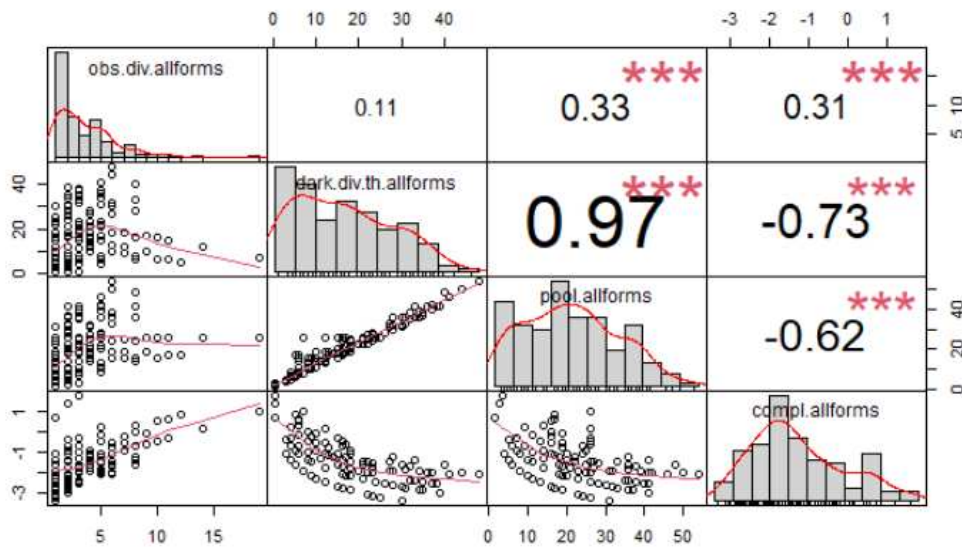 0 10 20 30 40 -3 -2 -1 0 1
obs.div.allforms
0.11
***
0.33
***
0.31
5 10
0 20 40
dark.div.th.allforms
***
0.97
***
-0.73
pool.allforms
***
-0.62
0 20 40
-3 -1 1
compl.allforms
5 10 15 0 10 20 30 40 50